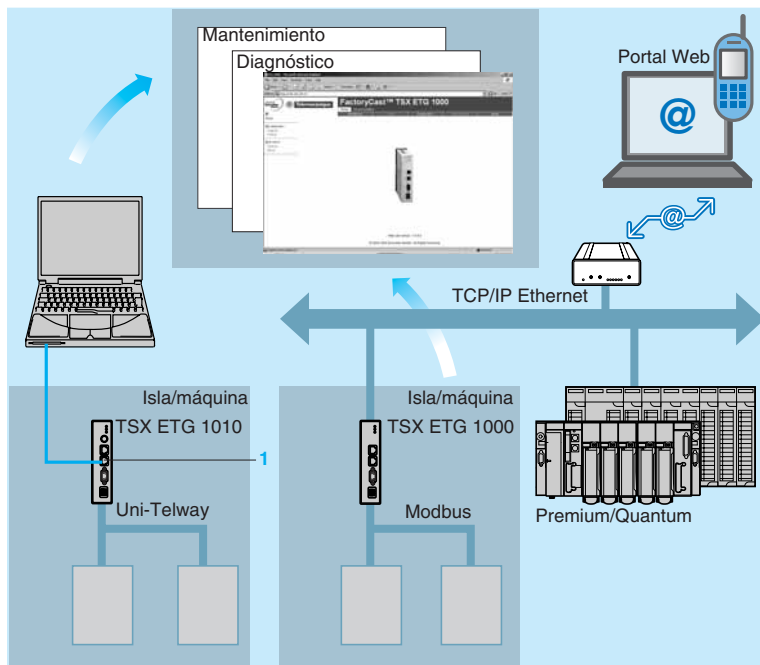 Mantenimiento
Diagnóstico
FactoryCast™ TSX ETG 1000
Telemecanique
Portal Web
@
@
TCP/IP Ethernet
Isla/máquina
TSX ETG 1010
1
Uni-Telway
Isla/máquina
TSX ETG 1000
Modbus
Premium/Quantum